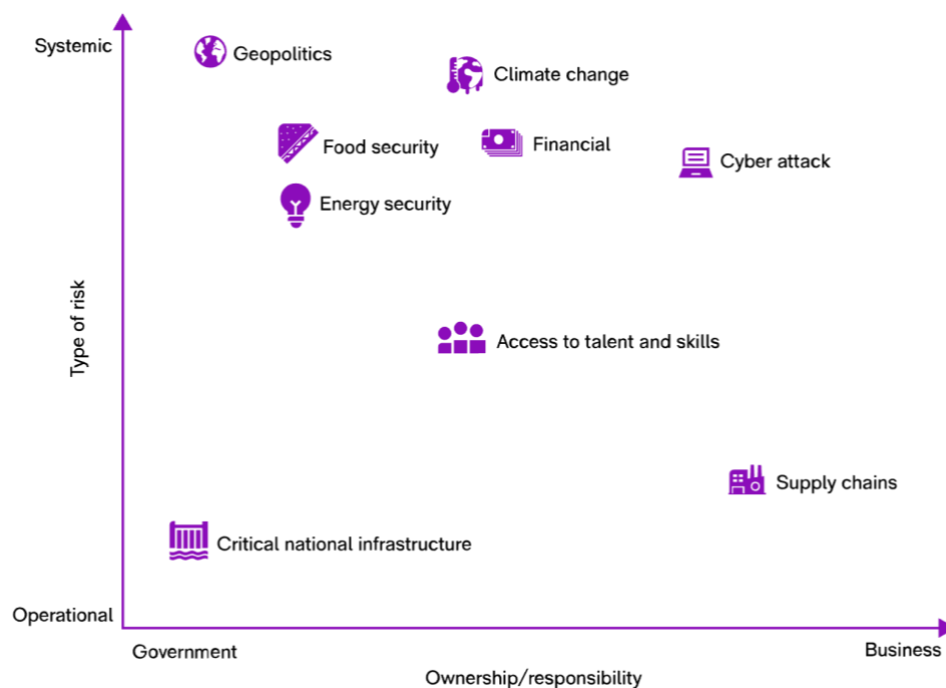 Systemic
Geopolitics
Climate change
Food security
Financial
Cyber attack
Energy security
Type of risk
Access to talent and skills
Supply chains
Critical national infrastructure
Operational
Government
Business
Ownership/responsibility